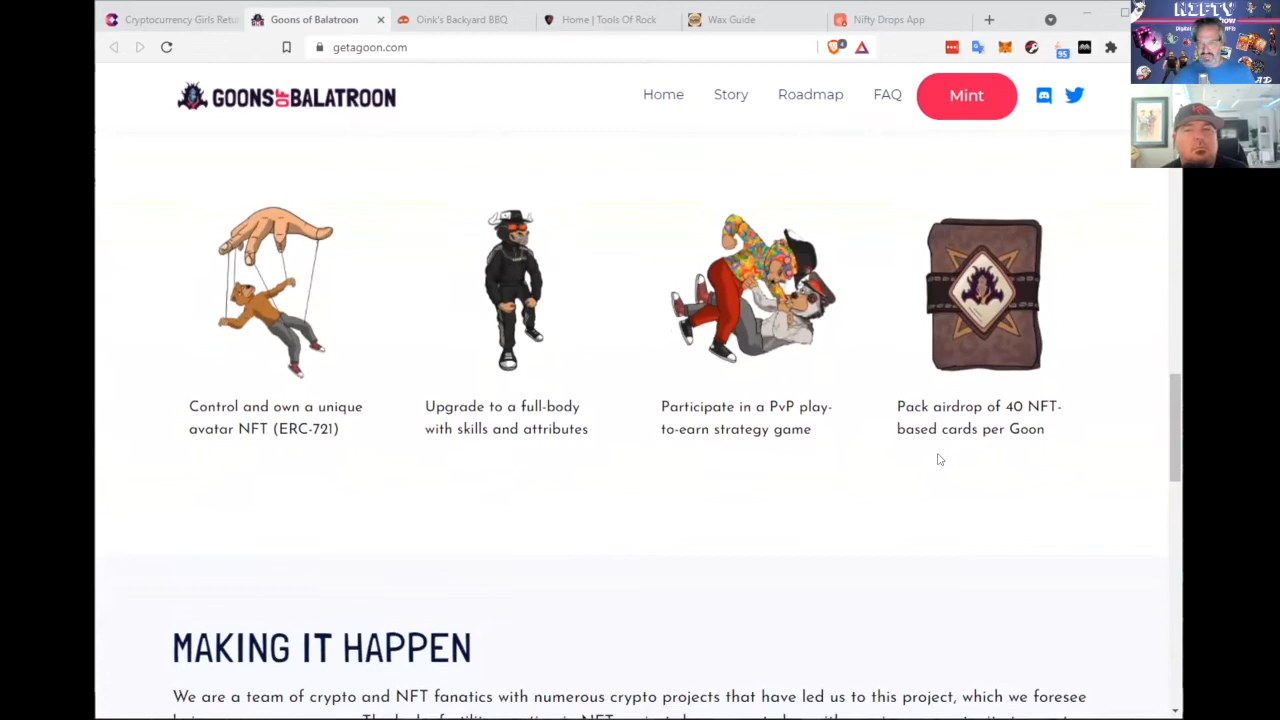 Cryptocurrency Girls Retu
Goons of Balatroon
Oink's Backyard BBQ
Home | Tools Of Rock
Wax Guide
Nifty Drops App
getagoon.com
4
95
NIFTY
GOONS OF BALATROON
Home
Story
Roadmap
FAQ
Mint
Control and own a unique
avatar NFT (ERC-721)
Upgrade to a full-body
with skills and attributes
Participate in a PvP play-
to-earn strategy game
Pack airdrop of 40 NFT-
based cards per Goon
MAKING IT HAPPEN
We are a team of crypto and NFT fanatics with numerous crypto projects that have led us to this project, which we foresee